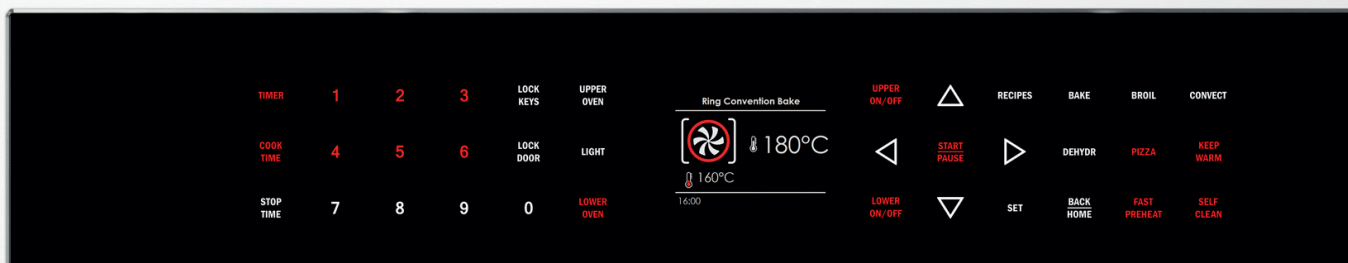 TIMER 1 2 3 LOCK KEYS UPPER OVEN
COOK TIME 4 5 6 LOCK DOOR LIGHT
STOP TIME 7 8 9 0 LOWER OVEN
Ring Convention Bake
180°C
160°C
16:00
UPPER ON/OFF RECIPES BAKE BROIL CONVECT
START PAUSE DEHYDR PIZZA KEEP WARM
LOWER ON/OFF SET BACK HOME FAST PREHEAT SELF CLEAN